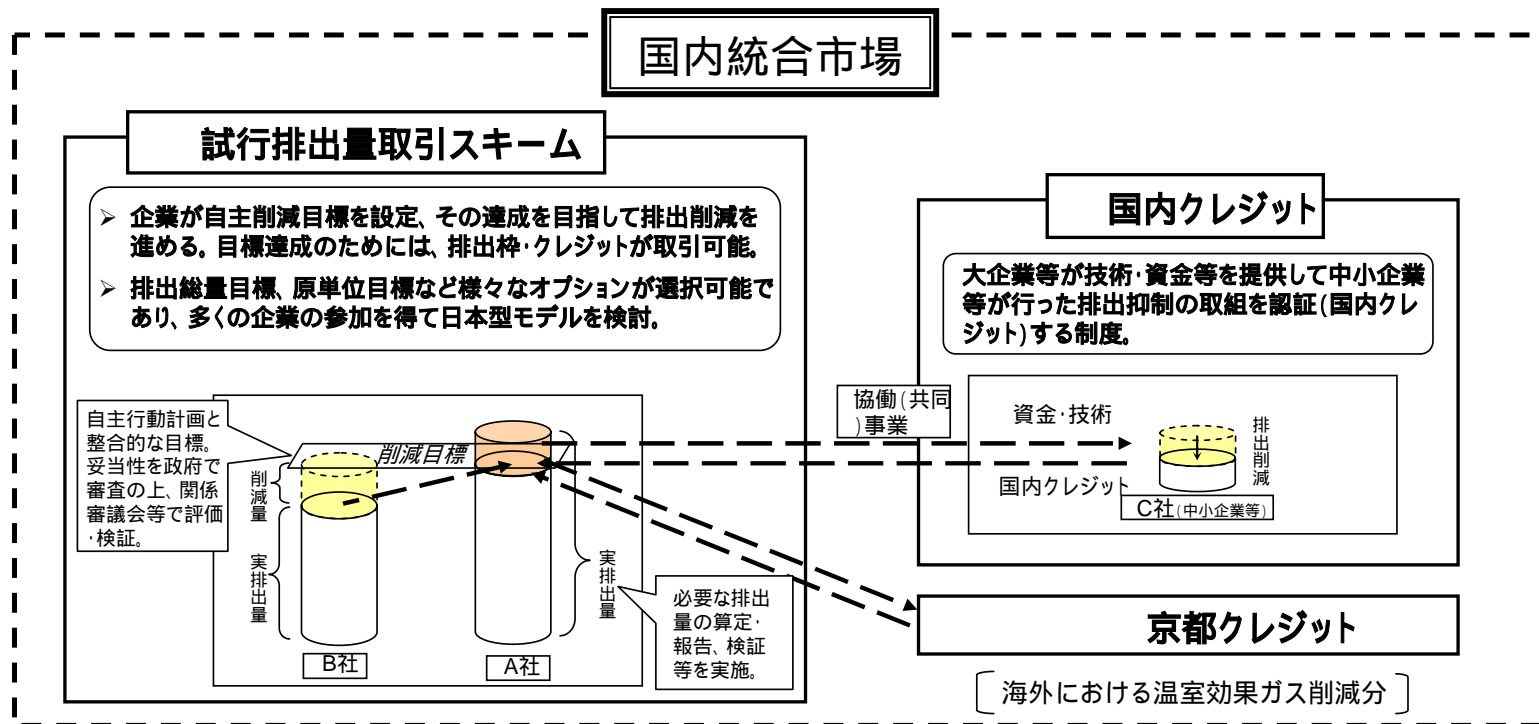 国内統合市場
試行排出量取引スキーム
➢ 企業が自主削減目標を設定、その達成を目指して排出削減を
進める。目標達成のためには、排出枠･クレジットが取引可能。
➢ 排出総量目標、原単位目標など様々なオプションが選択可能で
あり、多くの企業の参加を得て日本型モデルを検討。
自主行動計画と
整合的な目標。
妥当性を政府で
審査の上、関係
審議会等で評価
･検証。
削減目標
削減量
実排出量
B社
実排出量
A社
必要な排出
量の算定･
報告、検証
等を実施。
国内クレジット
大企業等が技術･資金等を提供して中小企業
等が行った排出抑制の取組を認証(国内クレ
ジット)する制度。
協働(共同
)事業
資金･技術
国内クレジット
排出削減
C社(中小企業等)
京都クレジット
海外における温室効果ガス削減分